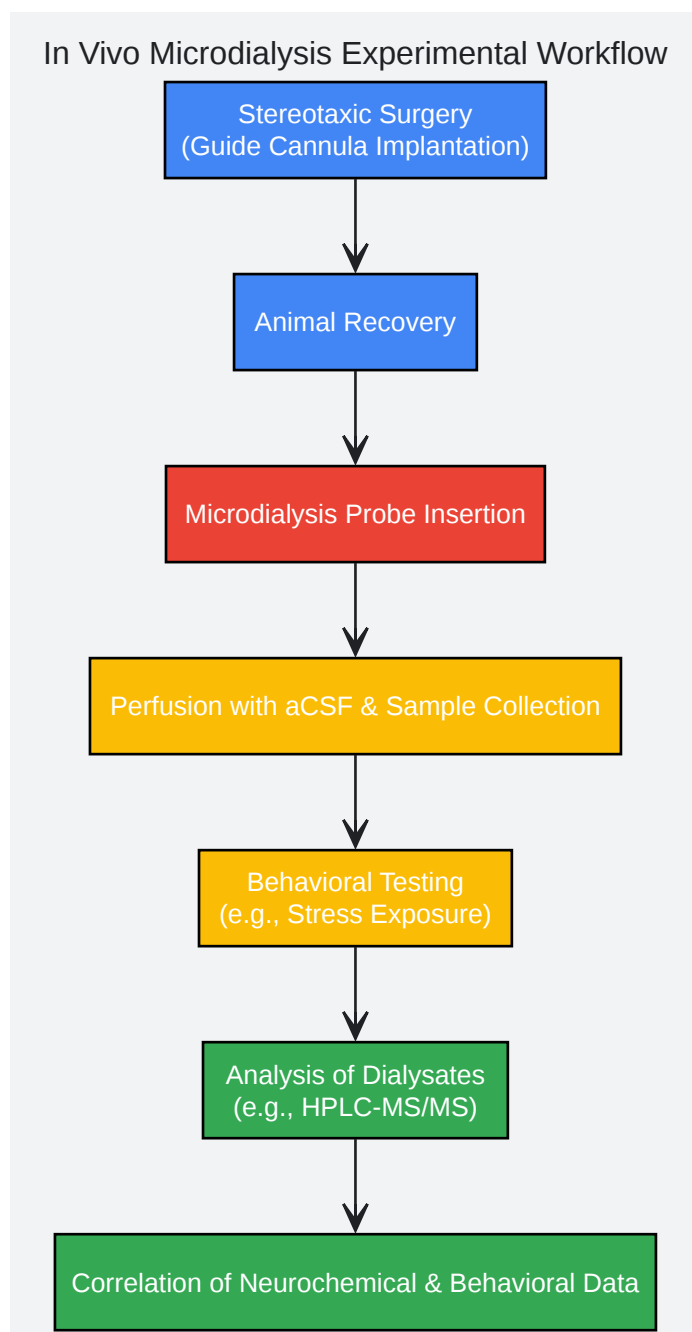 In Vivo Microdialysis Experimental Workflow
Stereotaxic Surgery
(Guide Cannula Implantation)
Animal Recovery
Microdialysis Probe Insertion
Perfusion with aCSF & Sample Collection
Behavioral Testing
(e.g., Stress Exposure)
Analysis of Dialysates
(e.g., HPLC-MS/MS)
Correlation of Neurochemical & Behavioral Data